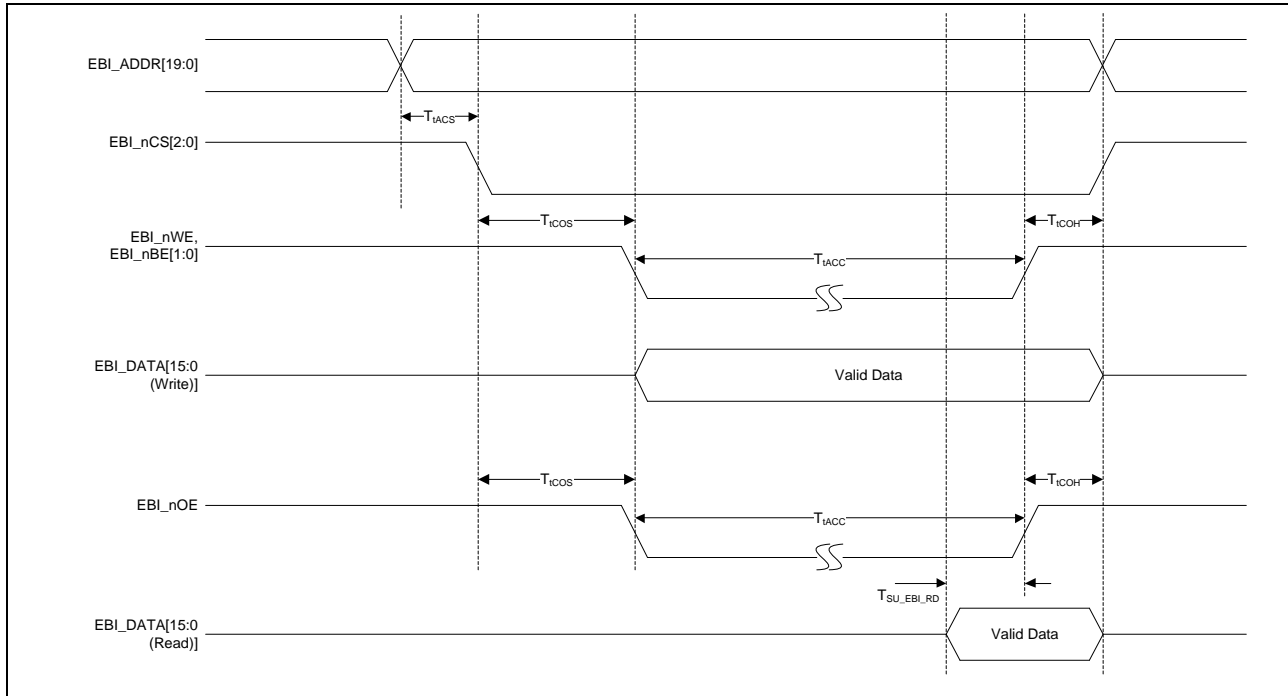 EBI_ADDR[19:0]
TtACS
EBI_nCS[2:0]
TtCOS
TtCOH
EBI_nWE,
EBI_nBE[1:0]
TtACC
EBI_DATA[15:0
(Write)]
Valid Data
TtCOS
TtCOH
EBI_nOE
TtACC
TSU_EBI_RD
EBI_DATA[15:0
(Read)]
Valid Data